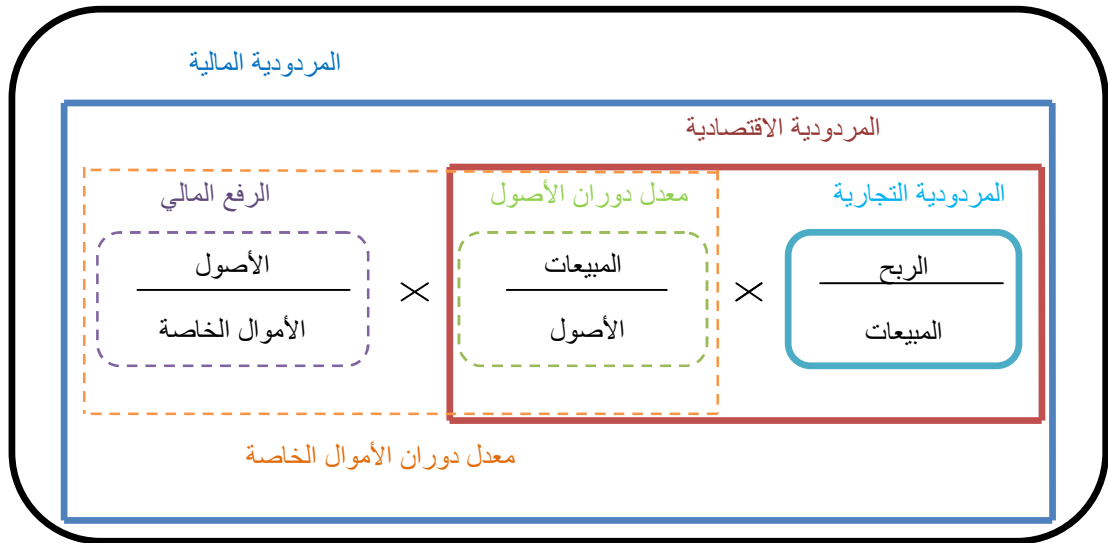 المردودية المالية
المردودية الاقتصادية
المردودية التجارية
معدل دوران الأصول
الرفع المالي
الربح
المبيعات
×
المبيعات
الأصول
×
الأصول
الأموال الخاصة
معدل دوران الأموال الخاصة